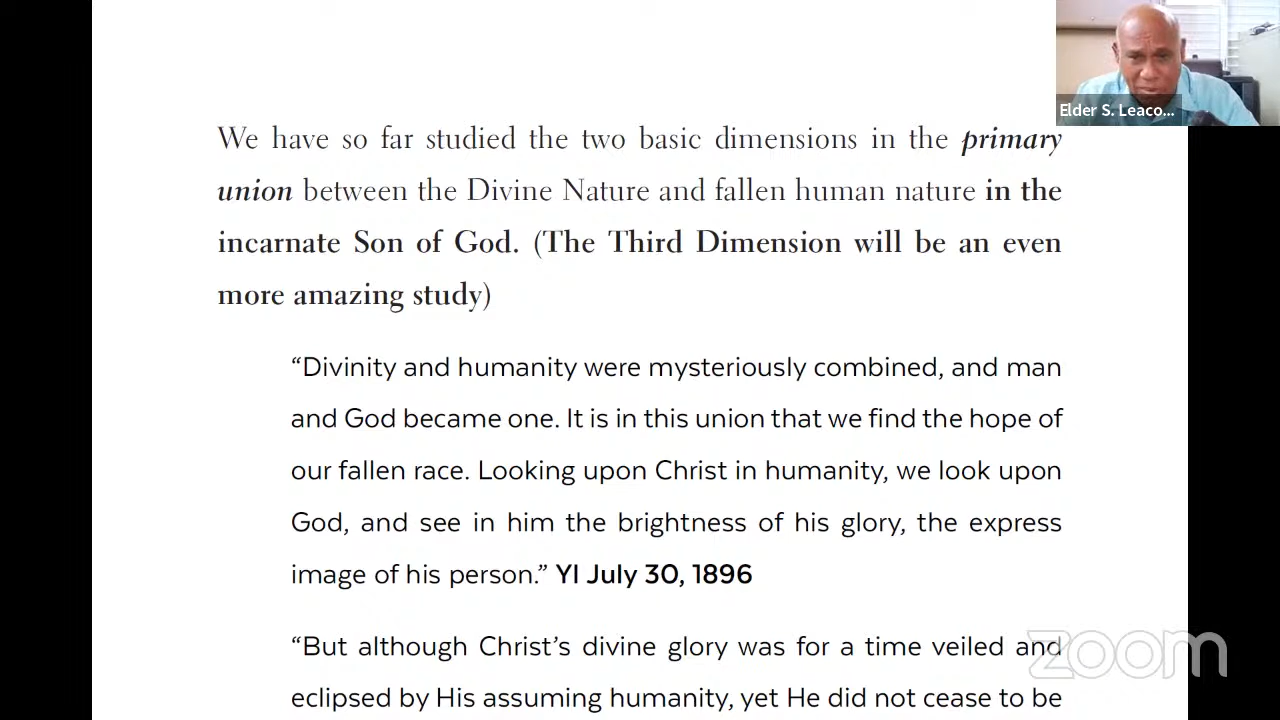 Elder S. Leaco...
We have so far studied the two basic dimensions in the primary
union between the Divine Nature and fallen human nature in the
incarnate Son of God. (The Third Dimension will be an even
more amazing study)
“Divinity and humanity were mysteriously combined, and man
and God became one. It is in this union that we find the hope of
our fallen race. Looking upon Christ in humanity, we look upon
God, and see in him the brightness of his glory, the express
image of his person.” YI July 30, 1896
“But although Christ’s divine glory was for a time veiled and
eclipsed by His assuming humanity, yet He did not cease to be
zoom